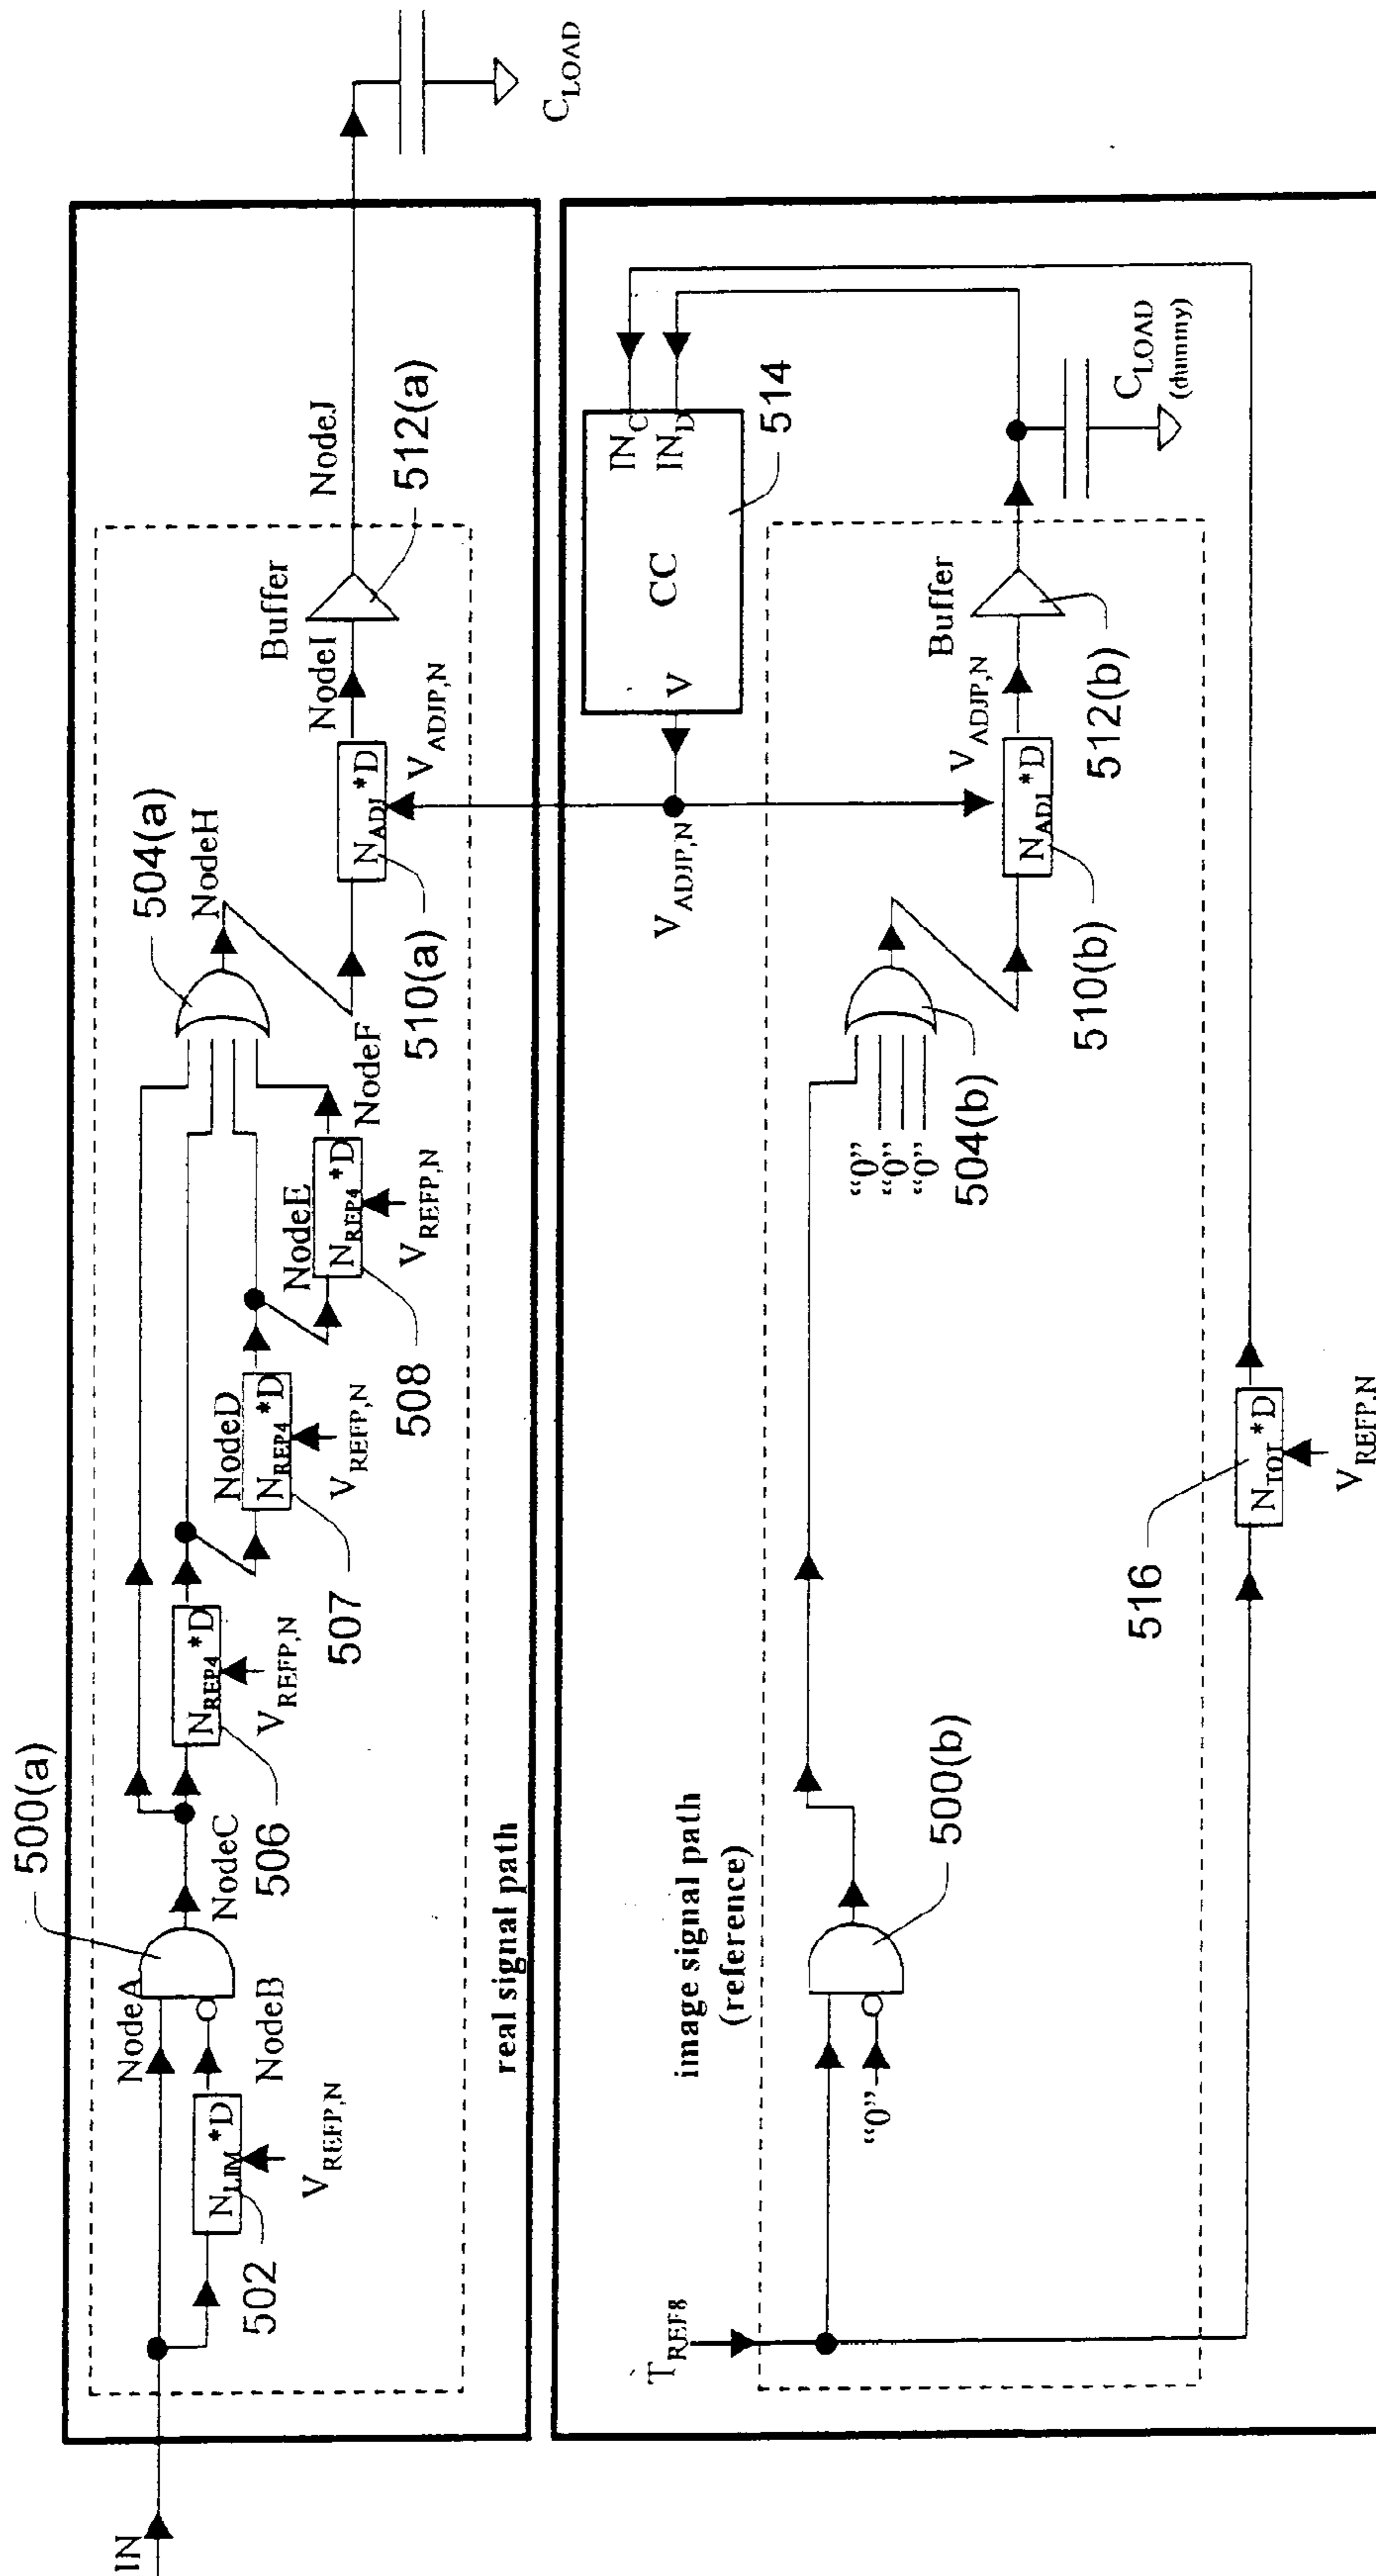 IN
502
N_LIM *D
V_REFP,N
NodeA
NodeB
500(a)
NodeC
506
N_REP4 *D
V_REFP,N
507
NodeD
N_REP4 *D
V_REFP,N
508
NodeE
N_REP4 *D
V_REFP,N
NodeF
504(a)
NodeH
510(a)
N_ADJ *D
V_ADJP,N
NodeI
Buffer
512(a)
NodeJ
C_LOAD
real signal path
image signal path
(reference)
T_REF8
“0”
500(b)
“0”
“0”
“0”
504(b)
V_ADJP,N
510(b)
N_ADJ *D
V_ADJP,N
Buffer
512(b)
V
CC
IN_C
IN_D
514
C_LOAD
(dummy)
516
N_TOT *D
V_REFP,N